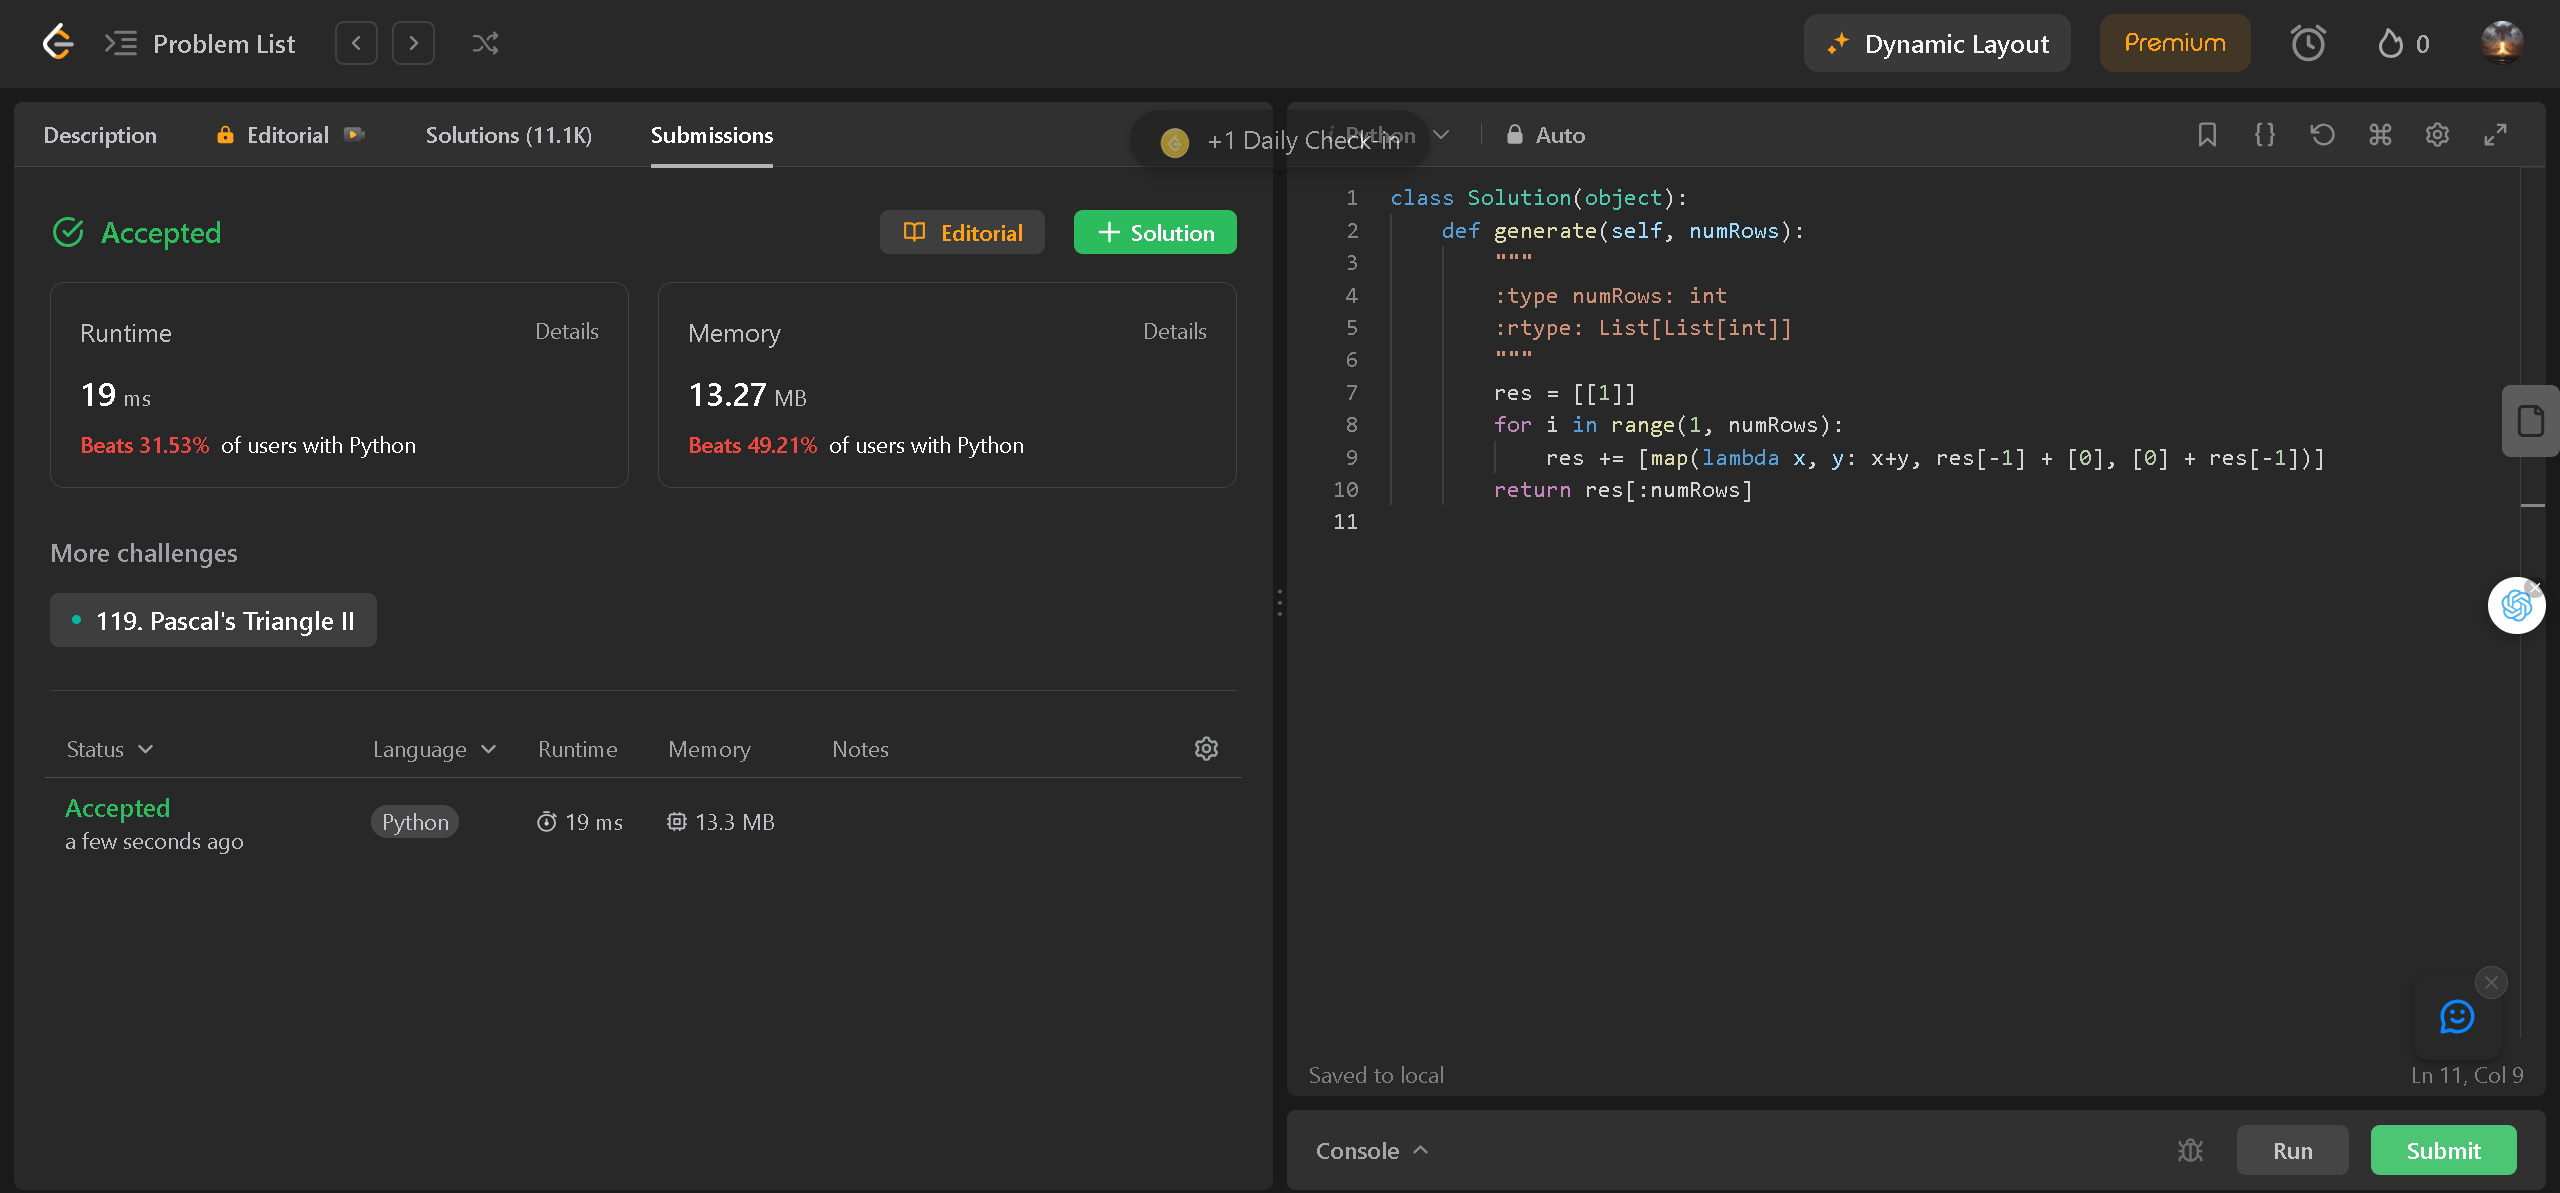 Problem List
Dynamic Layout
Premium
0
Description
Editorial
Solutions (11.1K)
Submissions
+1 Daily Check-in
Python
Auto
Accepted
Editorial
Solution
Runtime
Details
19 ms
Beats 31.53% of users with Python
Memory
Details
13.27 MB
Beats 49.21% of users with Python
More challenges
119. Pascal's Triangle II
Status
Language
Runtime
Memory
Notes
Accepted
a few seconds ago
Python
19 ms
13.3 MB
1 class Solution(object):
2 def generate(self, numRows):
3 """
4 :type numRows: int
5 :rtype: List[List[int]]
6 """
7 res = [[1]]
8 for i in range(1, numRows):
9 res += [map(lambda x, y: x+y, res[-1] + [0], [0] + res[-1])]
10 return res[:numRows]
11
Saved to local
Ln 11, Col 9
Console
Run
Submit